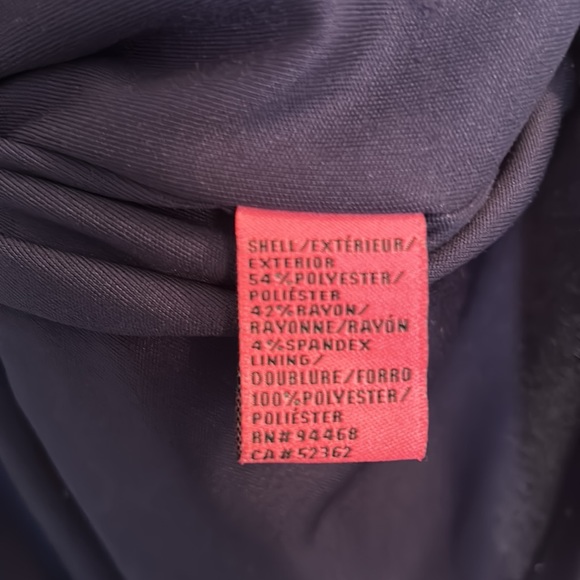 SHELL/EXTÉRIEUR/
EXTERIOR
54%POLYESTER/
POLIÉSTER
42%RAYON/
RAYONNE/RAYÓN
4%SPANDEX
LINING/
DOUBLURE/FORRO
100%POLYESTER/
POLIÉSTER
RN#94468
CA#52362